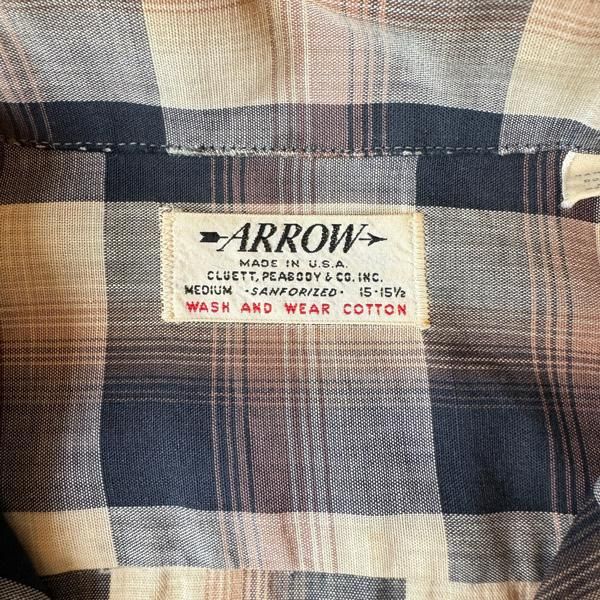 ARROW
MADE IN U.S.A.
CLUETT, PEABODY & CO. INC.
MEDIUM -SANFORIZED- 15-15½
WASH AND WEAR COTTON